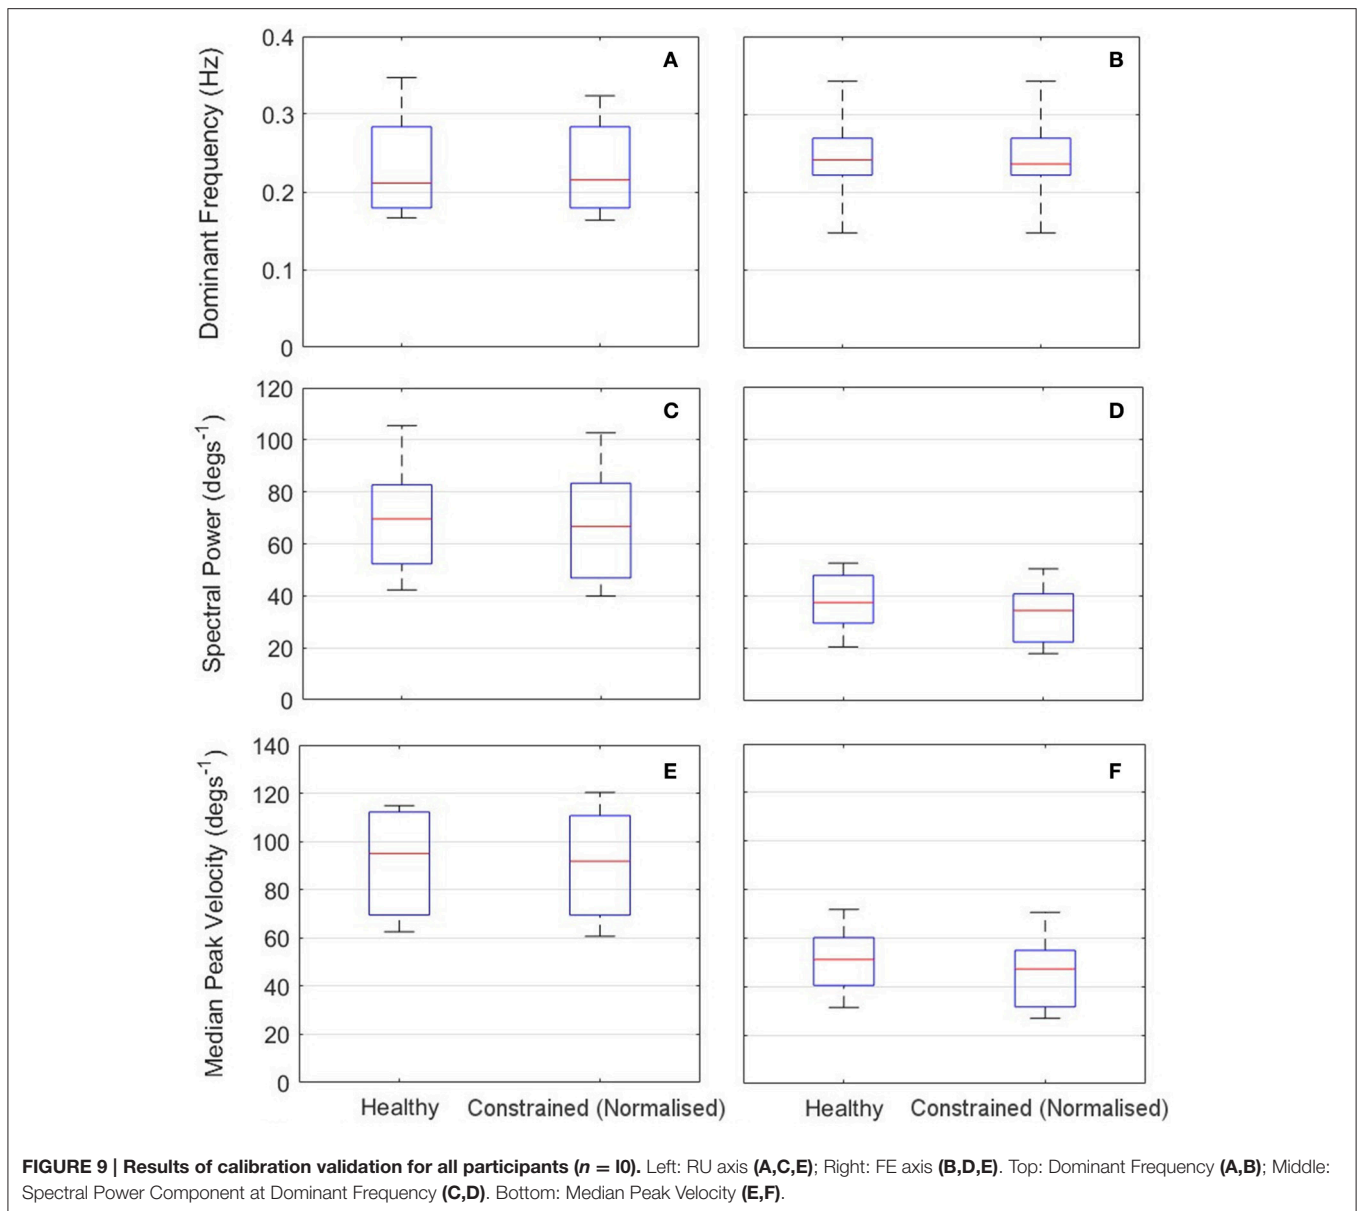 Dominant Frequency (Hz)
0.4
0.3
0.2
0.1
0
A
B
Spectral Power (degs⁻¹)
120
100
80
60
40
20
0
C
D
Median Peak Velocity (degs⁻¹)
140
120
100
80
60
40
20
0
E
F
Healthy
Constrained (Normalised)
Healthy
Constrained (Normalised)
FIGURE 9 | Results of calibration validation for all participants (n = I0). Left: RU axis (A,C,E); Right: FE axis (B,D,E). Top: Dominant Frequency (A,B); Middle:
Spectral Power Component at Dominant Frequency (C,D). Bottom: Median Peak Velocity (E,F).